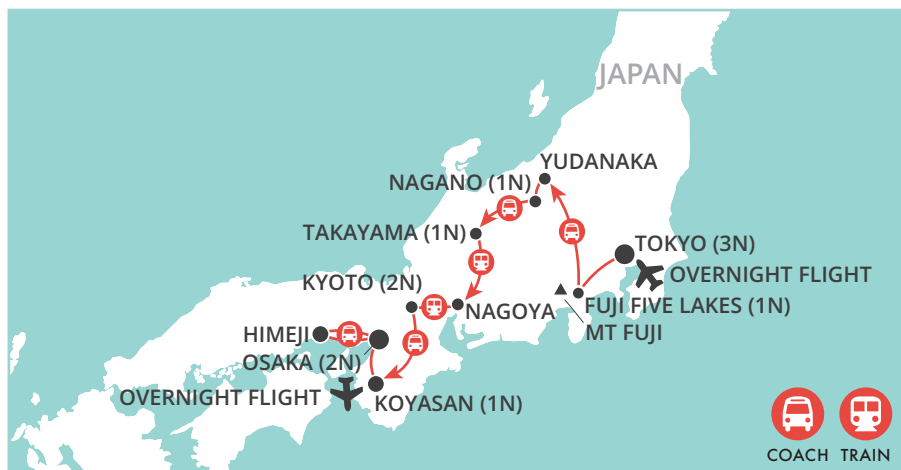 JAPAN
YUDANAKA
NAGANO (1N)
TAKAYAMA (1N)
TOKYO (3N)
OVERNIGHT FLIGHT
KYOTO (2N)
FUJI FIVE LAKES (1N)
NAGOYA
MT FUJI
HIMEJI
OSAKA (2N)
OVERNIGHT FLIGHT
KOYASAN (1N)
COACH TRAIN